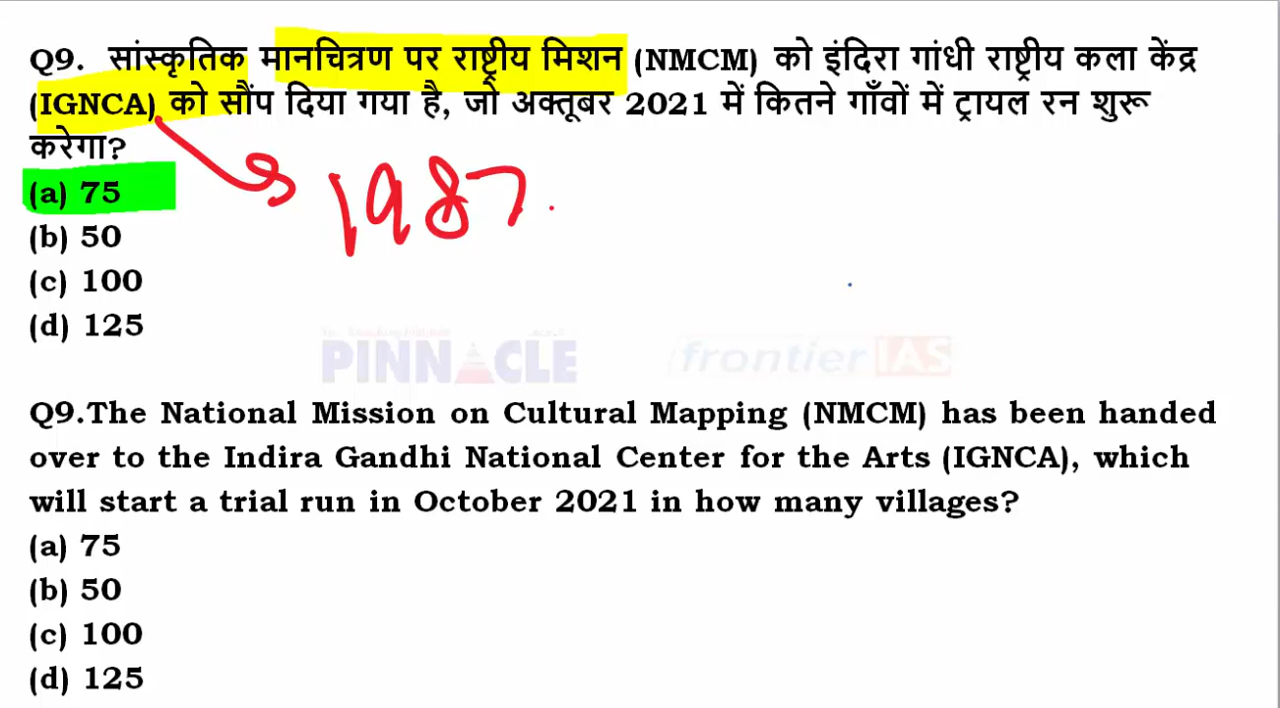 Q9. सांस्कृतिक मानचित्रण पर राष्ट्रीय मिशन (NMCM) को इंदिरा गांधी राष्ट्रीय कला केंद्र
(IGNCA) को सौंप दिया गया है, जो अक्तूबर 2021 में कितने गाँवों में ट्रायल रन शुरू
करेगा?
1987
(a) 75
(b) 50
(c) 100
(d) 125
PINNACLE frontier IAS
Q9.The National Mission on Cultural Mapping (NMCM) has been handed
over to the Indira Gandhi National Center for the Arts (IGNCA), which
will start a trial run in October 2021 in how many villages?
(a) 75
(b) 50
(c) 100
(d) 125